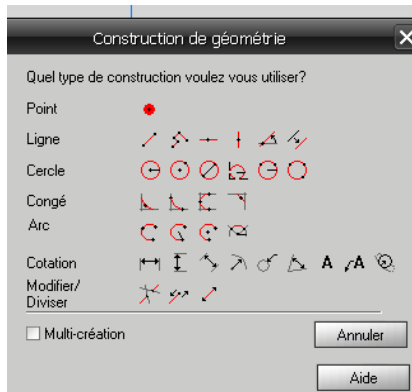 Construction de géométrie
Quel type de construction voulez vous utiliser?
Point
Ligne
Cercle
Congé
Arc
Cotation
A
A
Modifier/
Diviser
Multi-création
Annuler
Aide